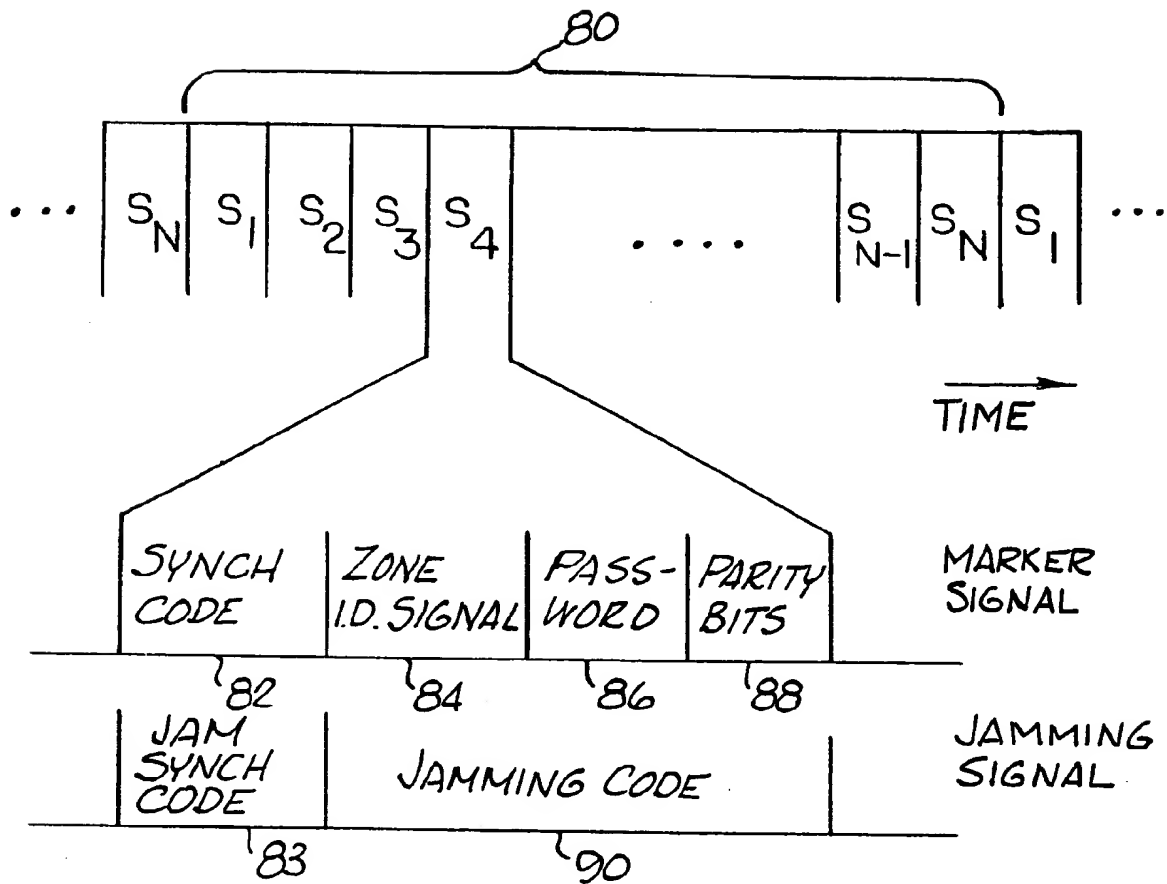 80
... S_N S_1 S_2 S_3 S_4 .... S_N-1 S_N S_1 ...
TIME
SYNCH CODE ZONE I.D. SIGNAL PASS-WORD PARITY BITS MARKER SIGNAL
82 84 86 88
JAM SYNCH CODE JAMMING CODE JAMMING SIGNAL
83 90